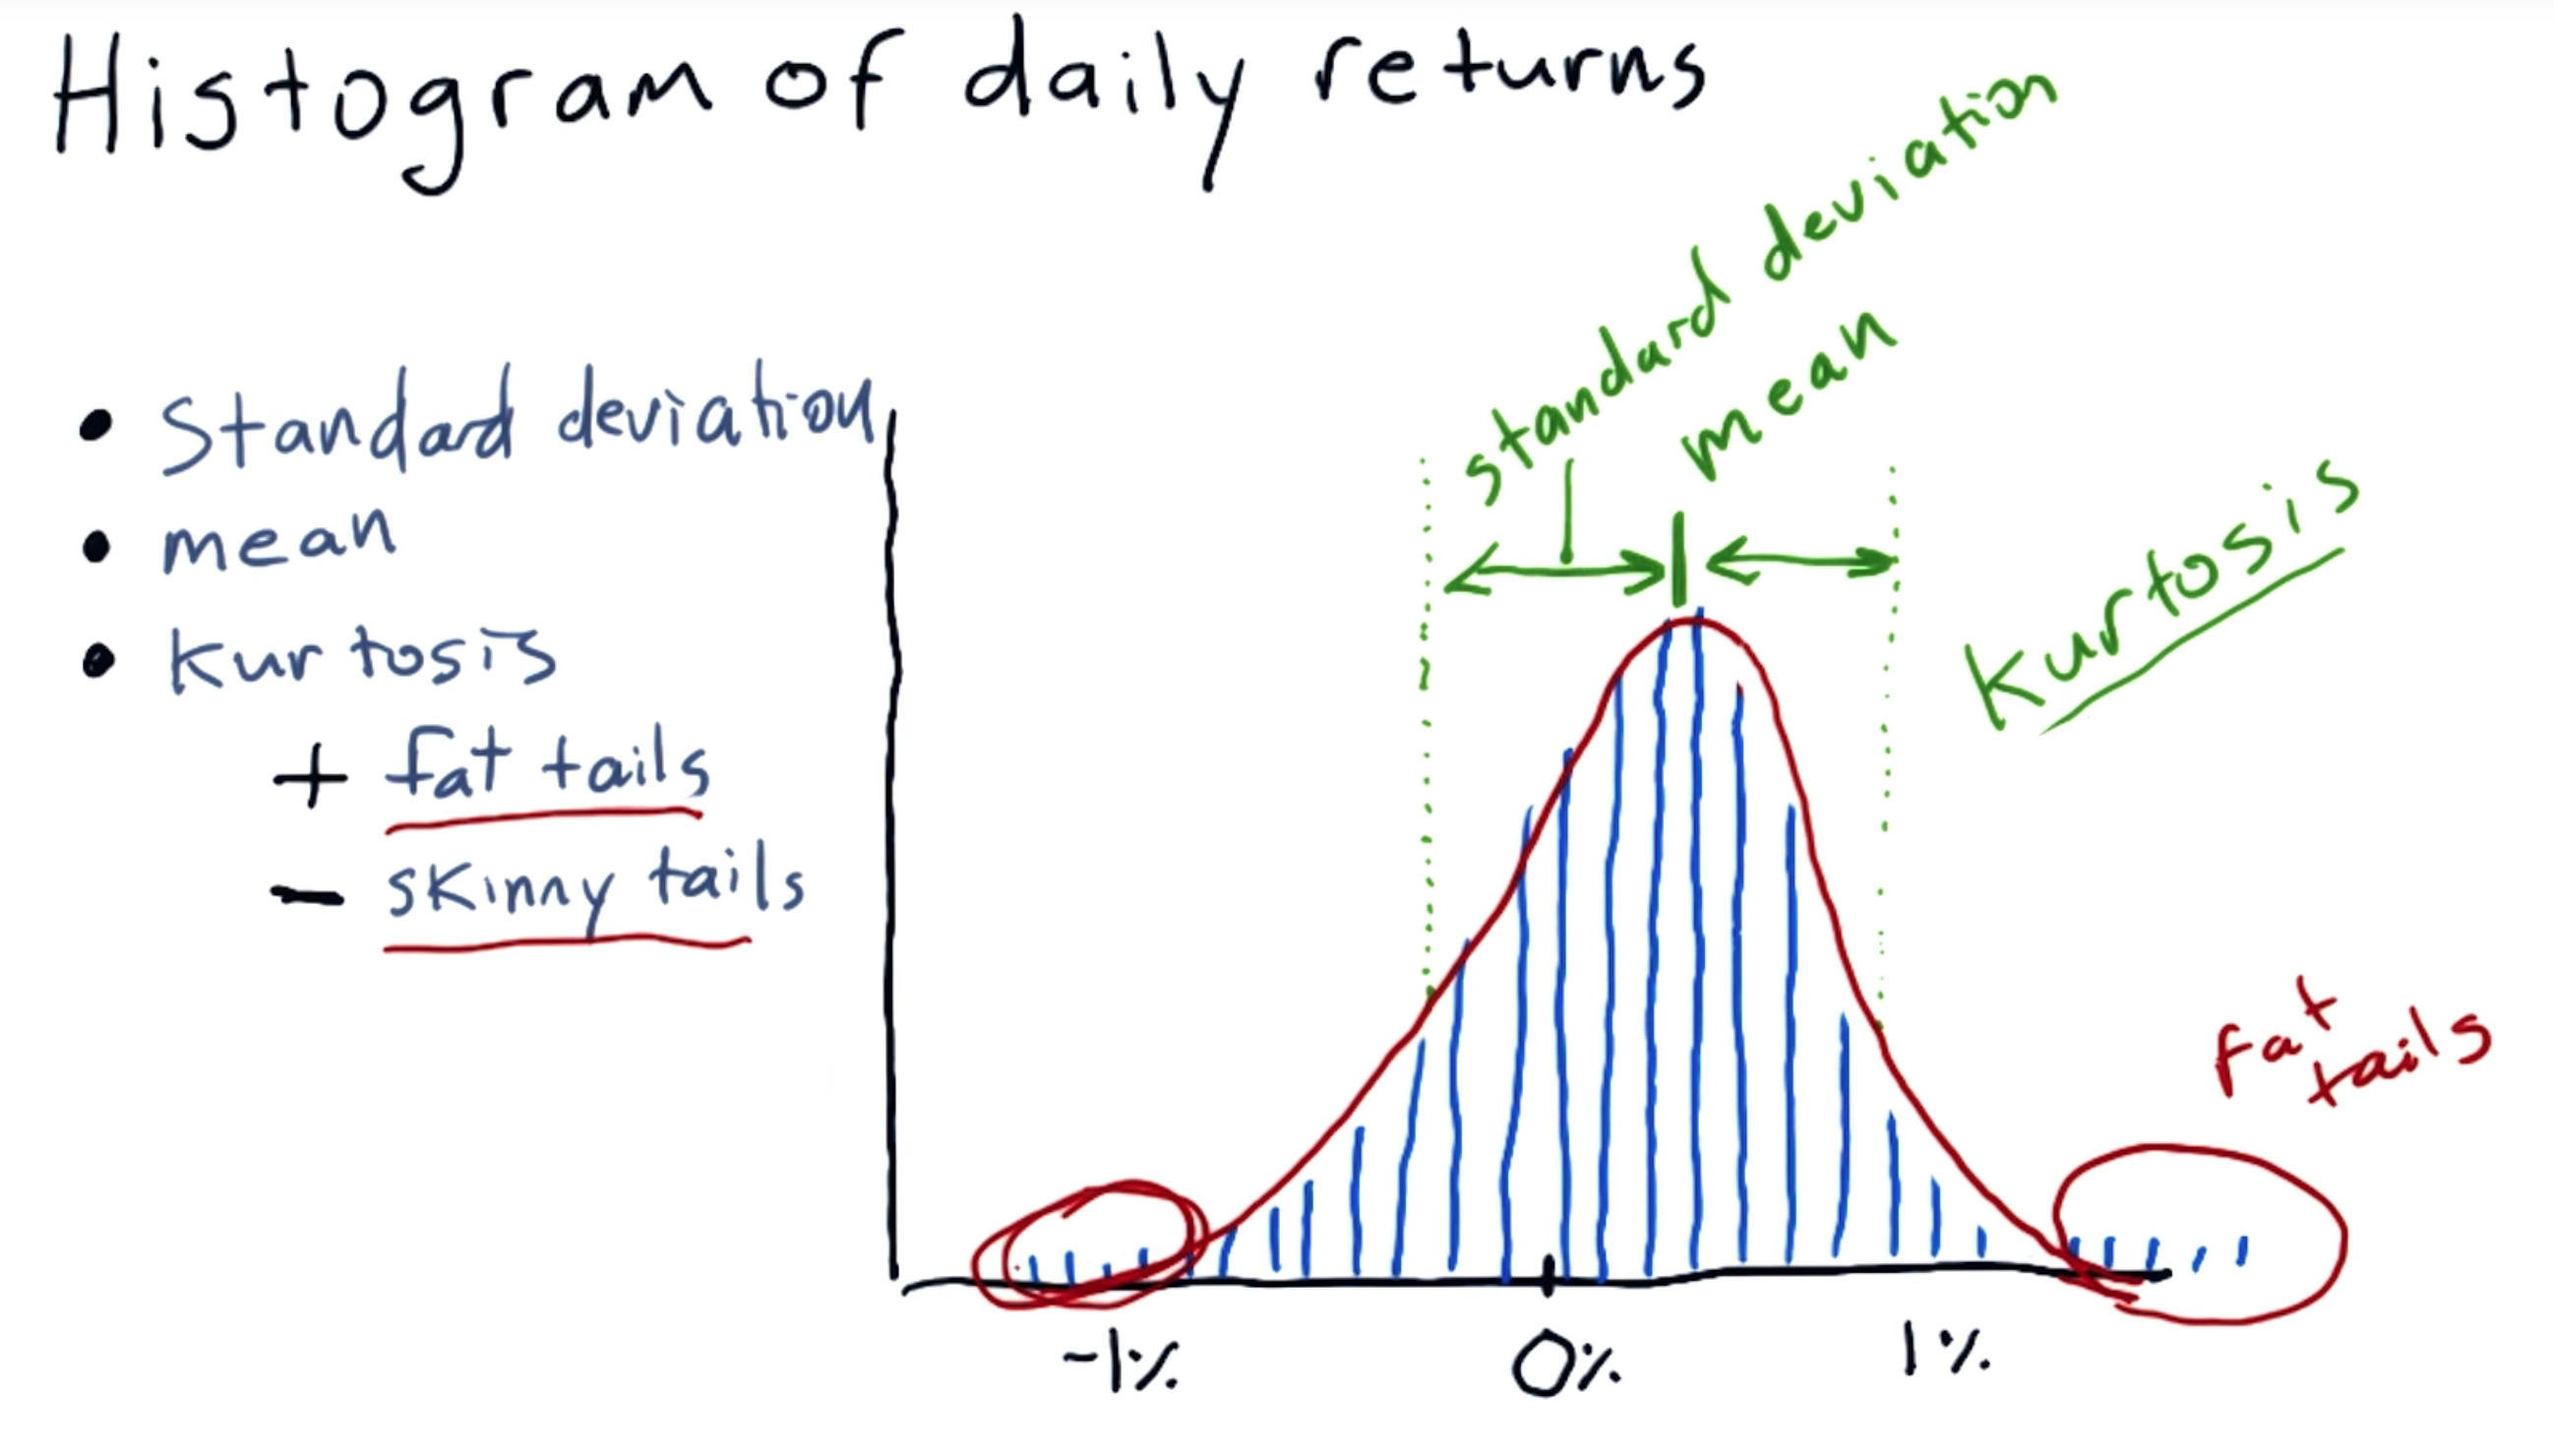 Histogram of daily returns
• Standard deviation
• mean
• Kurtosis
+ fat tails
− skinny tails
standard deviation
mean
Kurtosis
fat
tails
-1%
0%
1%